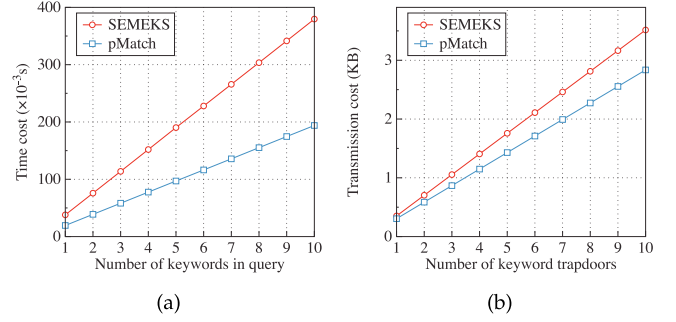 SEMEKS
pMatch
400
300
200
100
0
Time cost (×10⁻³s)
1 2 3 4 5 6 7 8 9 10
Number of keywords in query
(a)
SEMEKS
pMatch
3
2
1
0
Transmission cost (KB)
1 2 3 4 5 6 7 8 9 10
Number of keyword trapdoors
(b)